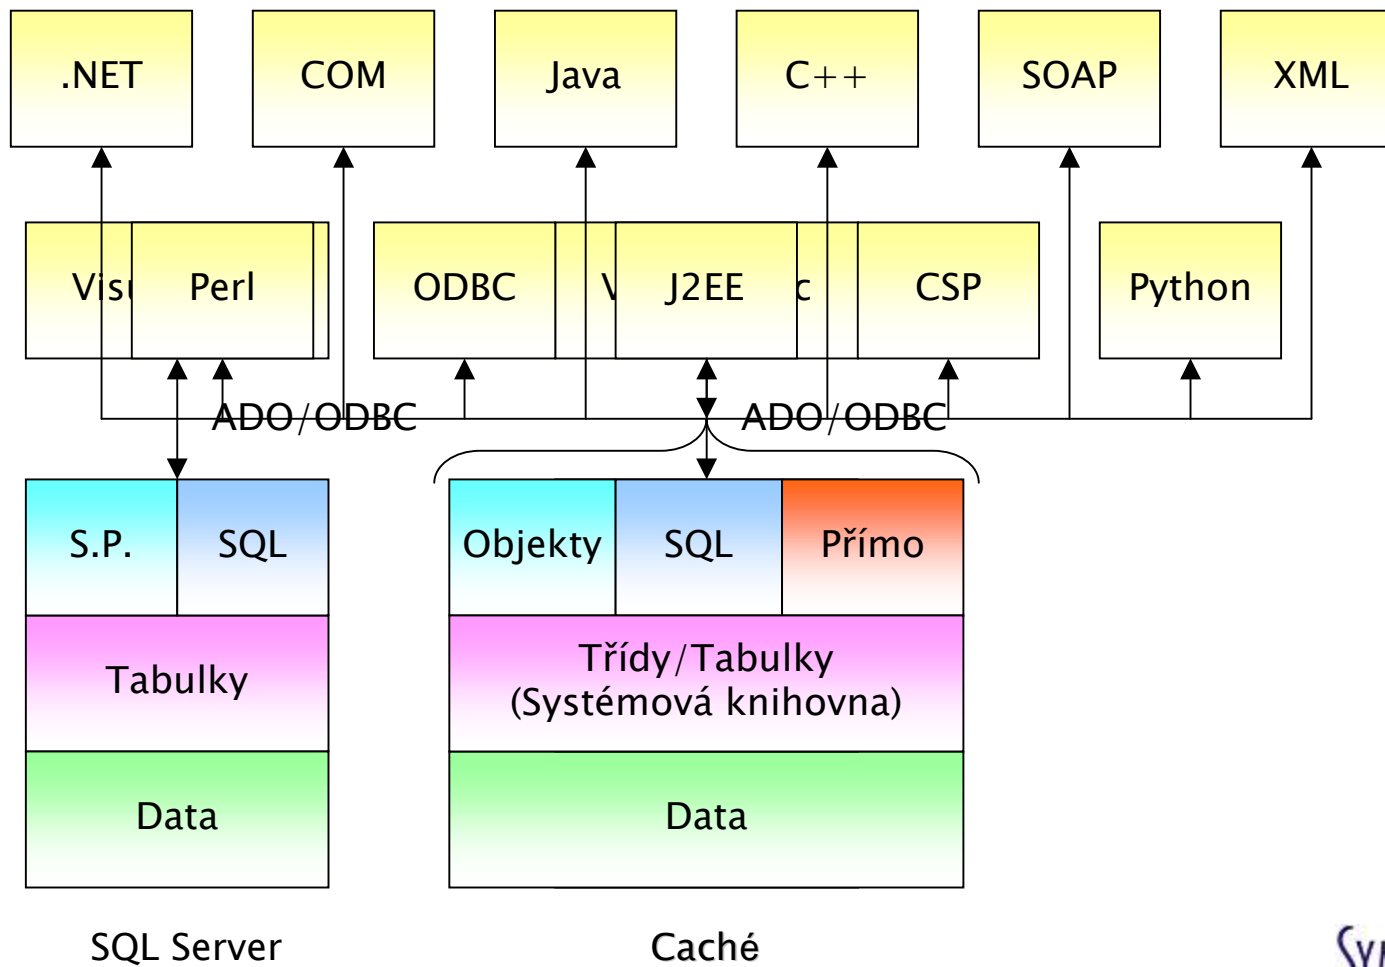 .NET
COM
Java
C++
SOAP
XML
Perl
ODBC
J2EE
CSP
Python
ADO/ODBC
ADO/ODBC
S.P.
SQL
Objekty
SQL
Přímo
Tabulky
Třídy/Tabulky
(Systémová knihovna)
Data
Data
SQL Server
Caché